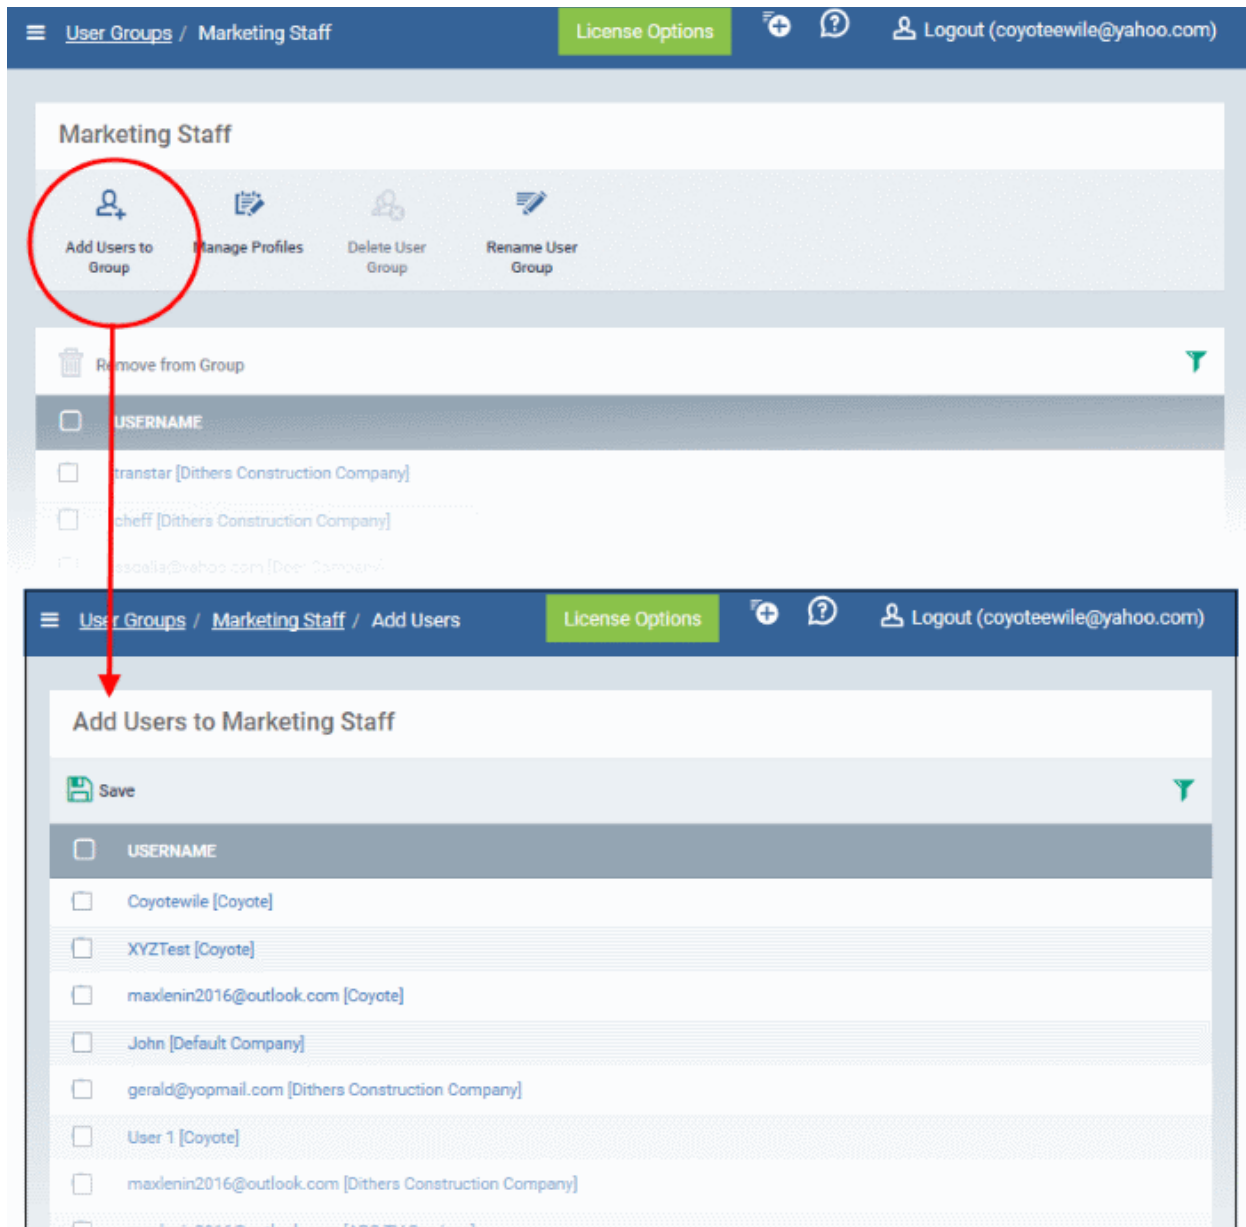 User Groups / Marketing Staff License Options Logout (coyoteewile@yahoo.com)
Marketing Staff
Add Users to Group
Manage Profiles
Delete User Group
Rename User Group
Remove from Group
USERNAME
transtar [Dithers Construction Company]
cheff [Dithers Construction Company]
User Groups / Marketing Staff / Add Users License Options Logout (coyoteewile@yahoo.com)
Add Users to Marketing Staff
Save
USERNAME
Coyotewile [Coyote]
XYZTest [Coyote]
maxlenin2016@outlook.com [Coyote]
John [Default Company]
gerald@yopmail.com [Dithers Construction Company]
User 1 [Coyote]
maxlenin2016@outlook.com [Dithers Construction Company]